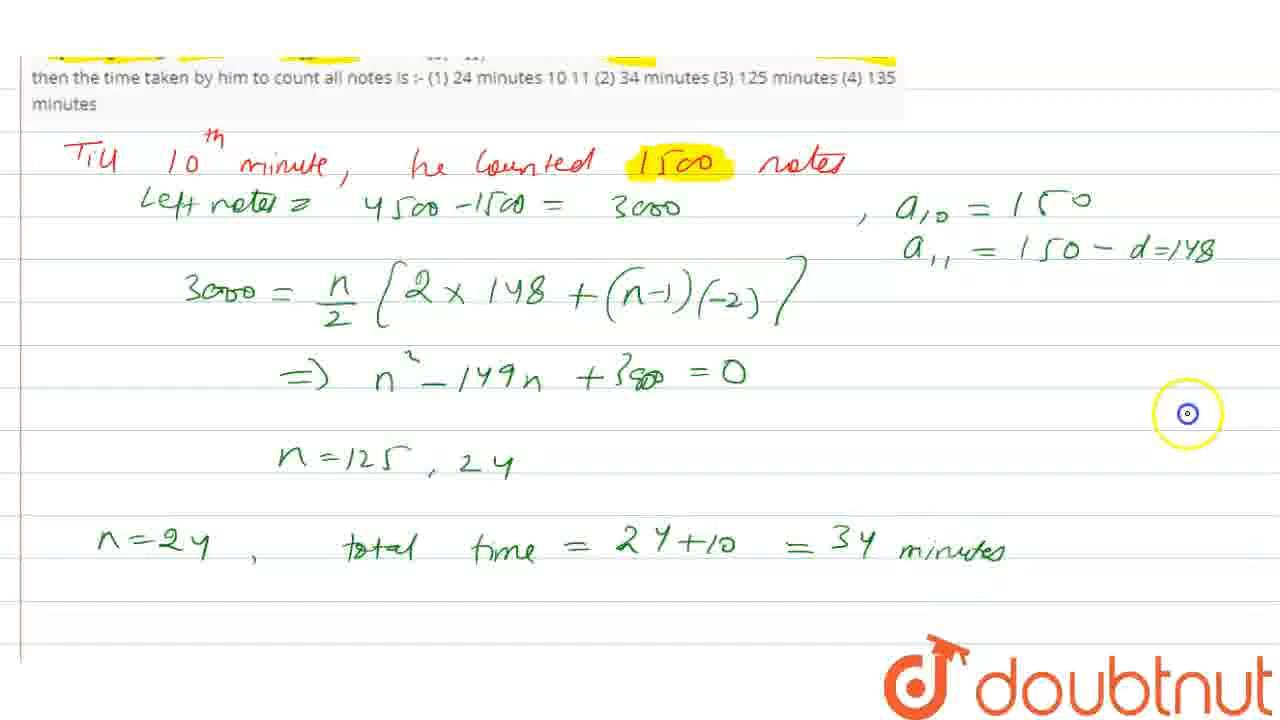 then the time taken by him to count all notes is :- (1) 24 minutes 10 11 (2) 34 minutes (3) 125 minutes (4) 135
minutes
Till 10th minute, he counted 1500 notes
Left notes = 4500 - 1500 = 3000 , a10 = 150
a11 = 150 - d = 148
3000 = n/2 [2 × 148 + (n-1)(-2)]
=> n² - 149n + 3000 = 0
n = 125, 24
n = 24, total time = 24 + 10 = 34 minutes
doubtnut